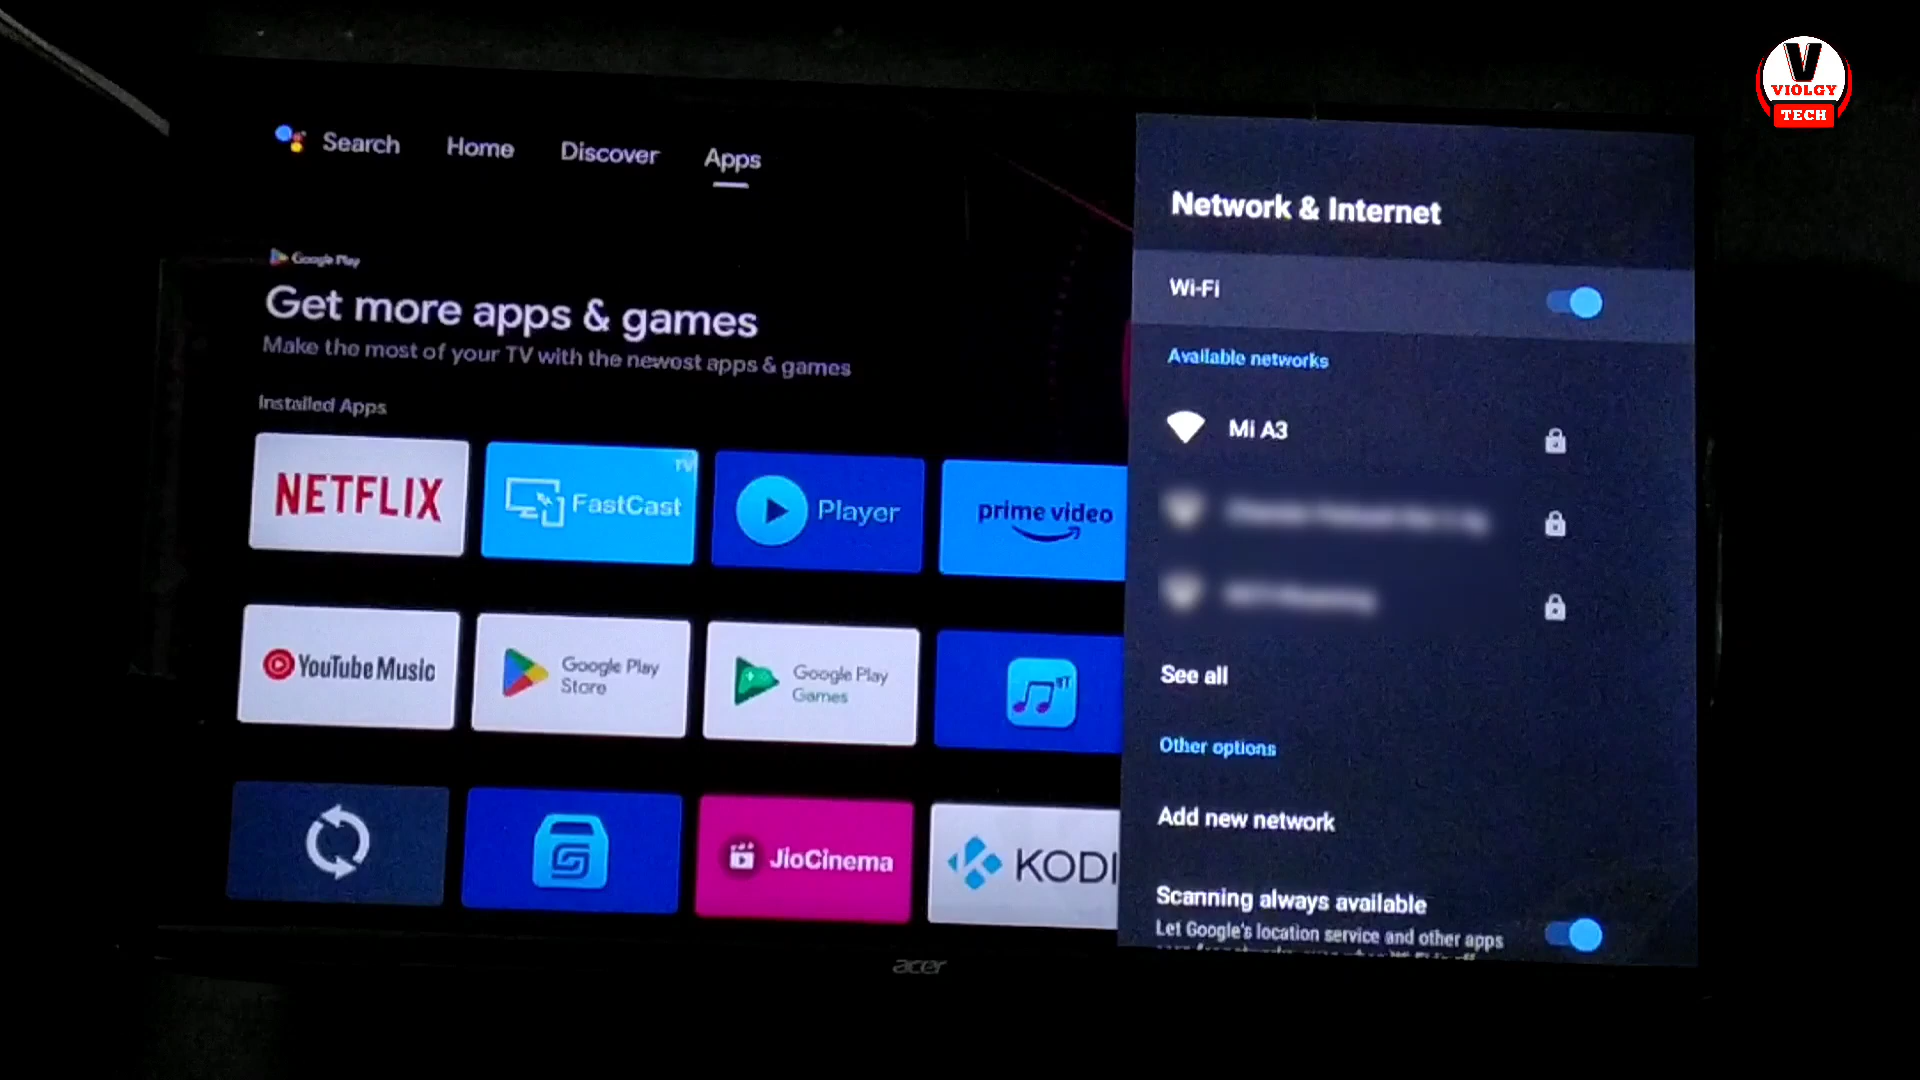 V
VIOLGY
TECH
Search
Home
Discover
Apps
Google Play
Get more apps & games
Make the most of your TV with the newest apps & games
Installed Apps
NETFLIX
FastCast
TV
Player
prime video
YouTube Music
Google Play
Store
Google Play
Games
BT
JioCinema
KODI
Network & Internet
Wi-Fi
Available networks
Mi A3
See all
Other options
Add new network
Scanning always available
Let Google's location service and other apps
acer